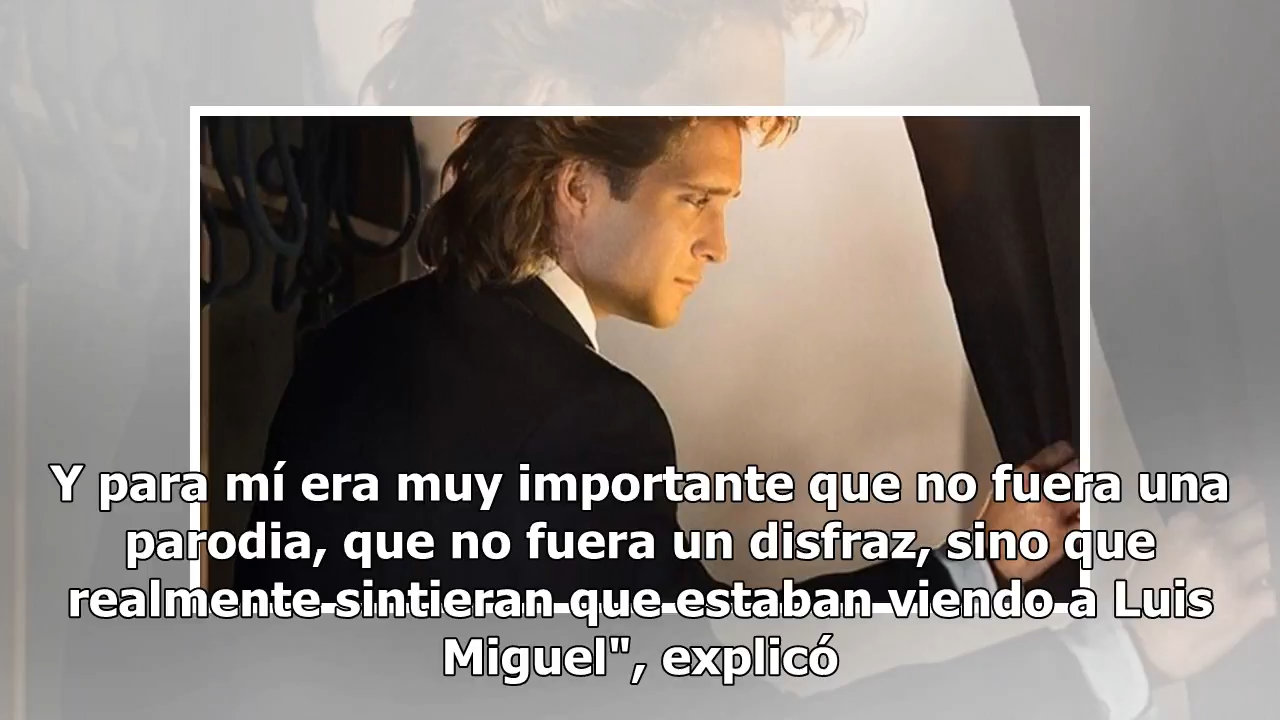 Y para mí era muy importante que no fuera una
parodia, que no fuera un disfraz, sino que
realmente sintieran que estaban viendo a Luis
Miguel", explicó